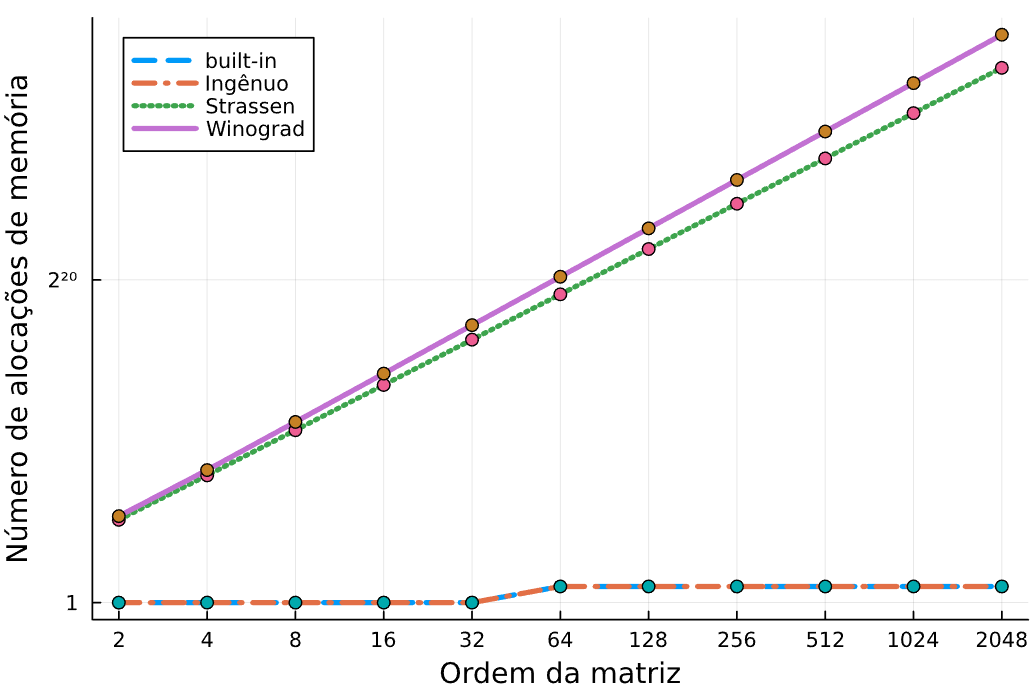 built-in
Ingênuo
Strassen
Winograd
Número de alocações de memória
2²⁰
1
2 4 8 16 32 64 128 256 512 1024 2048
Ordem da matriz